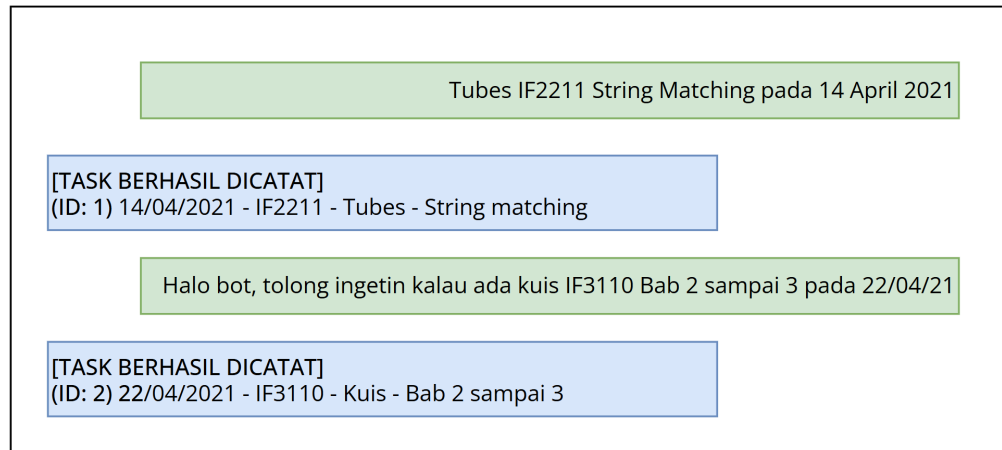 Tubes IF2211 String Matching pada 14 April 2021
[TASK BERHASIL DICATAT]
(ID: 1) 14/04/2021 - IF2211 - Tubes - String matching
Halo bot, tolong ingetin kalau ada kuis IF3110 Bab 2 sampai 3 pada 22/04/21
[TASK BERHASIL DICATAT]
(ID: 2) 22/04/2021 - IF3110 - Kuis - Bab 2 sampai 3